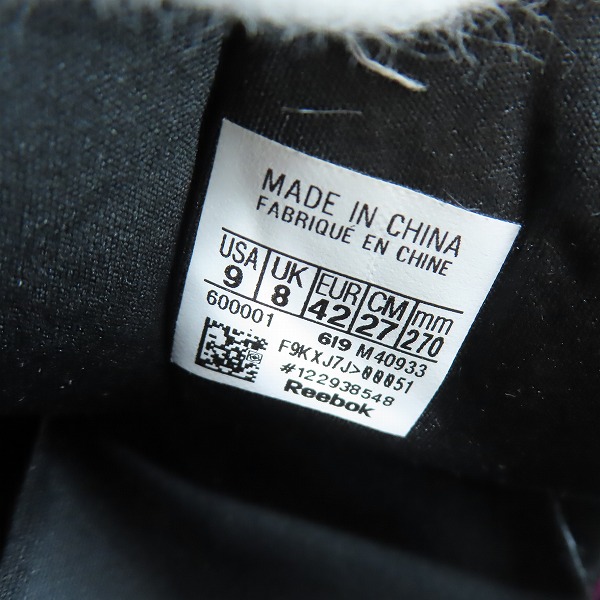 MADE IN CHINA
FABRIQUÉ EN CHINE
USA UK EUR CM mm
9 8 42 27 270
600001 6I9 M40933
F9KXJ7J>00051
#122938548
Reebok